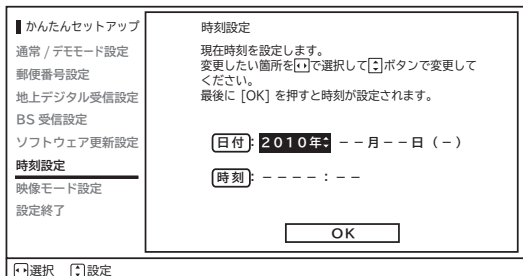 かんたんセットアップ
通常 / デモモード設定
郵便番号設定
地上デジタル受信設定
BS 受信設定
ソフトウェア更新設定
時刻設定
映像モード設定
設定終了
時刻設定
現在時刻を設定します。
変更したい箇所を で選択して ボタンで変更して
ください。
最後に [OK] を押すと時刻が設定されます。
日付 : 2010年 −−月−−日 (−)
時刻 : −−−− : −−
OK
選択 設定